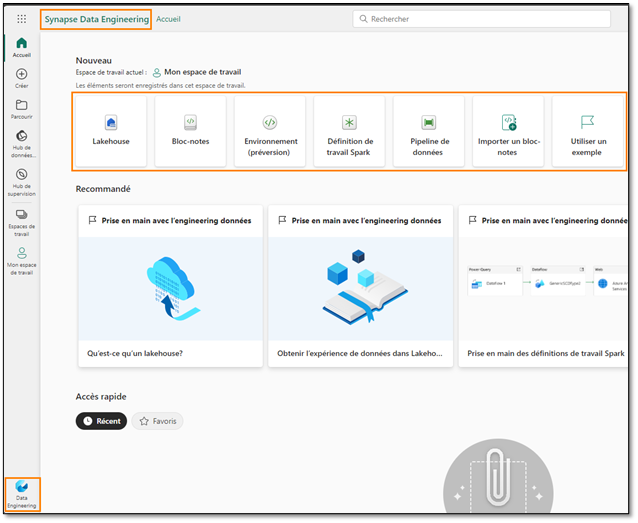 Synapse Data Engineering Accueil
Rechercher
Accueil
Créer
Parcourir
Hub de
données...
Hub de
supervision
Espaces de
travail
Mon espace
de travail
Data
Engineering
Nouveau
Espace de travail actuel : Mon espace de travail
Les éléments seront enregistrés dans cet espace de travail.
Lakehouse
Bloc-notes
Environnement
(préversion)
Définition de
travail Spark
Pipeline de
données
Importer un bloc-
notes
Utiliser un
exemple
Recommandé
Prise en main avec l'engineering données
Qu'est-ce qu'un lakehouse?
Prise en main avec l'engineering données
Obtenir l'expérience de données dans Lakeho...
Prise en main avec l'engineering données
Power Query
Dataflow 1
Dataflow
Web
Azure
Services
Prise en main des définitions de travail Spark
Accès rapide
Récent
Favoris